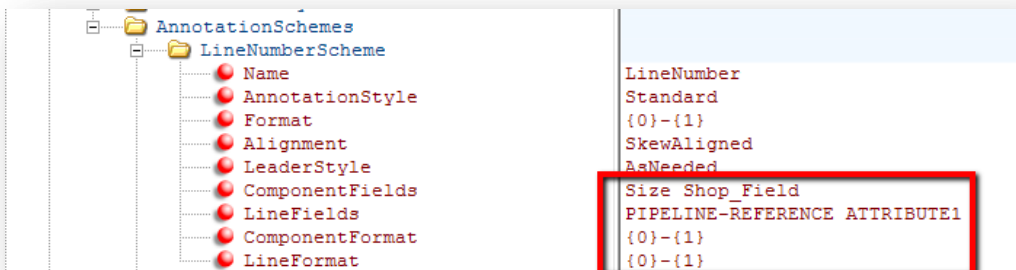 AnnotationSchemes
LineNumberScheme
Name LineNumber
AnnotationStyle Standard
Format {0}-{1}
Alignment SkewAligned
LeaderStyle AsNeeded
ComponentFields Size Shop_Field
LineFields PIPELINE-REFERENCE ATTRIBUTE1
ComponentFormat {0}-{1}
LineFormat {0}-{1}